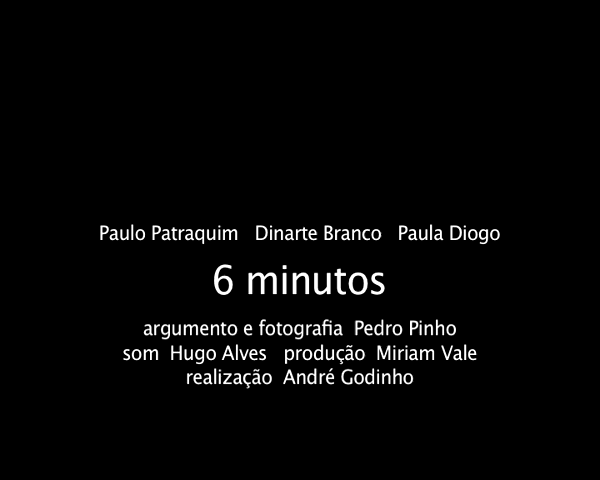 Paulo Patraquim Dinarte Branco Paula Diogo
6 minutos
argumento e fotografia Pedro Pinho
som Hugo Alves produção Miriam Vale
realização André Godinho